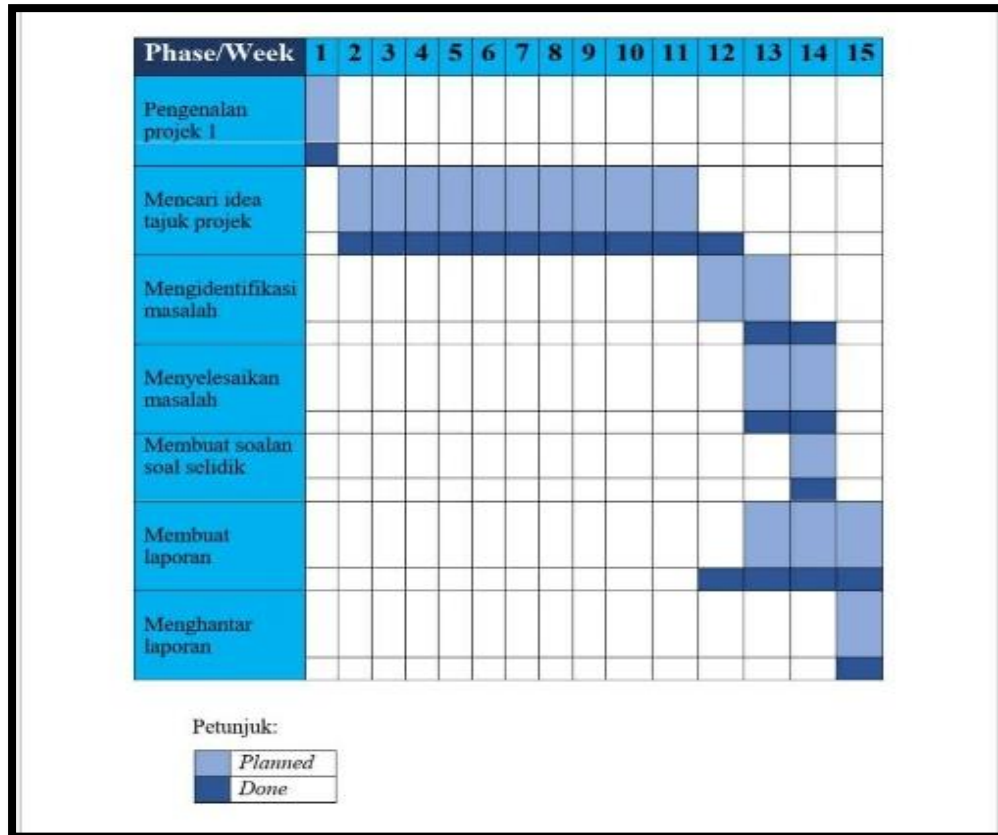 Phase/Week 1 2 3 4 5 6 7 8 9 10 11 12 13 14 15
Pengenalan
projek 1
Mencari idea
tajuk projek
Mengidentifikasi
masalah
Menyelesaikan
masalah
Membuat soalan
soal selidik
Membuat
laporan
Menghantar
laporan
Petunjuk:
Planned
Done